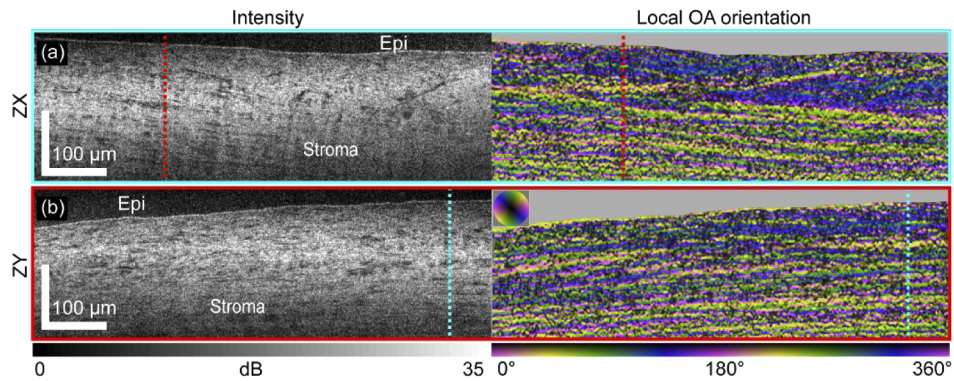 Intensity
Local OA orientation
(a)
Epi
ZX
100 µm
Stroma
(b)
Epi
ZY
100 µm
Stroma
0 dB 35
0° 180° 360°